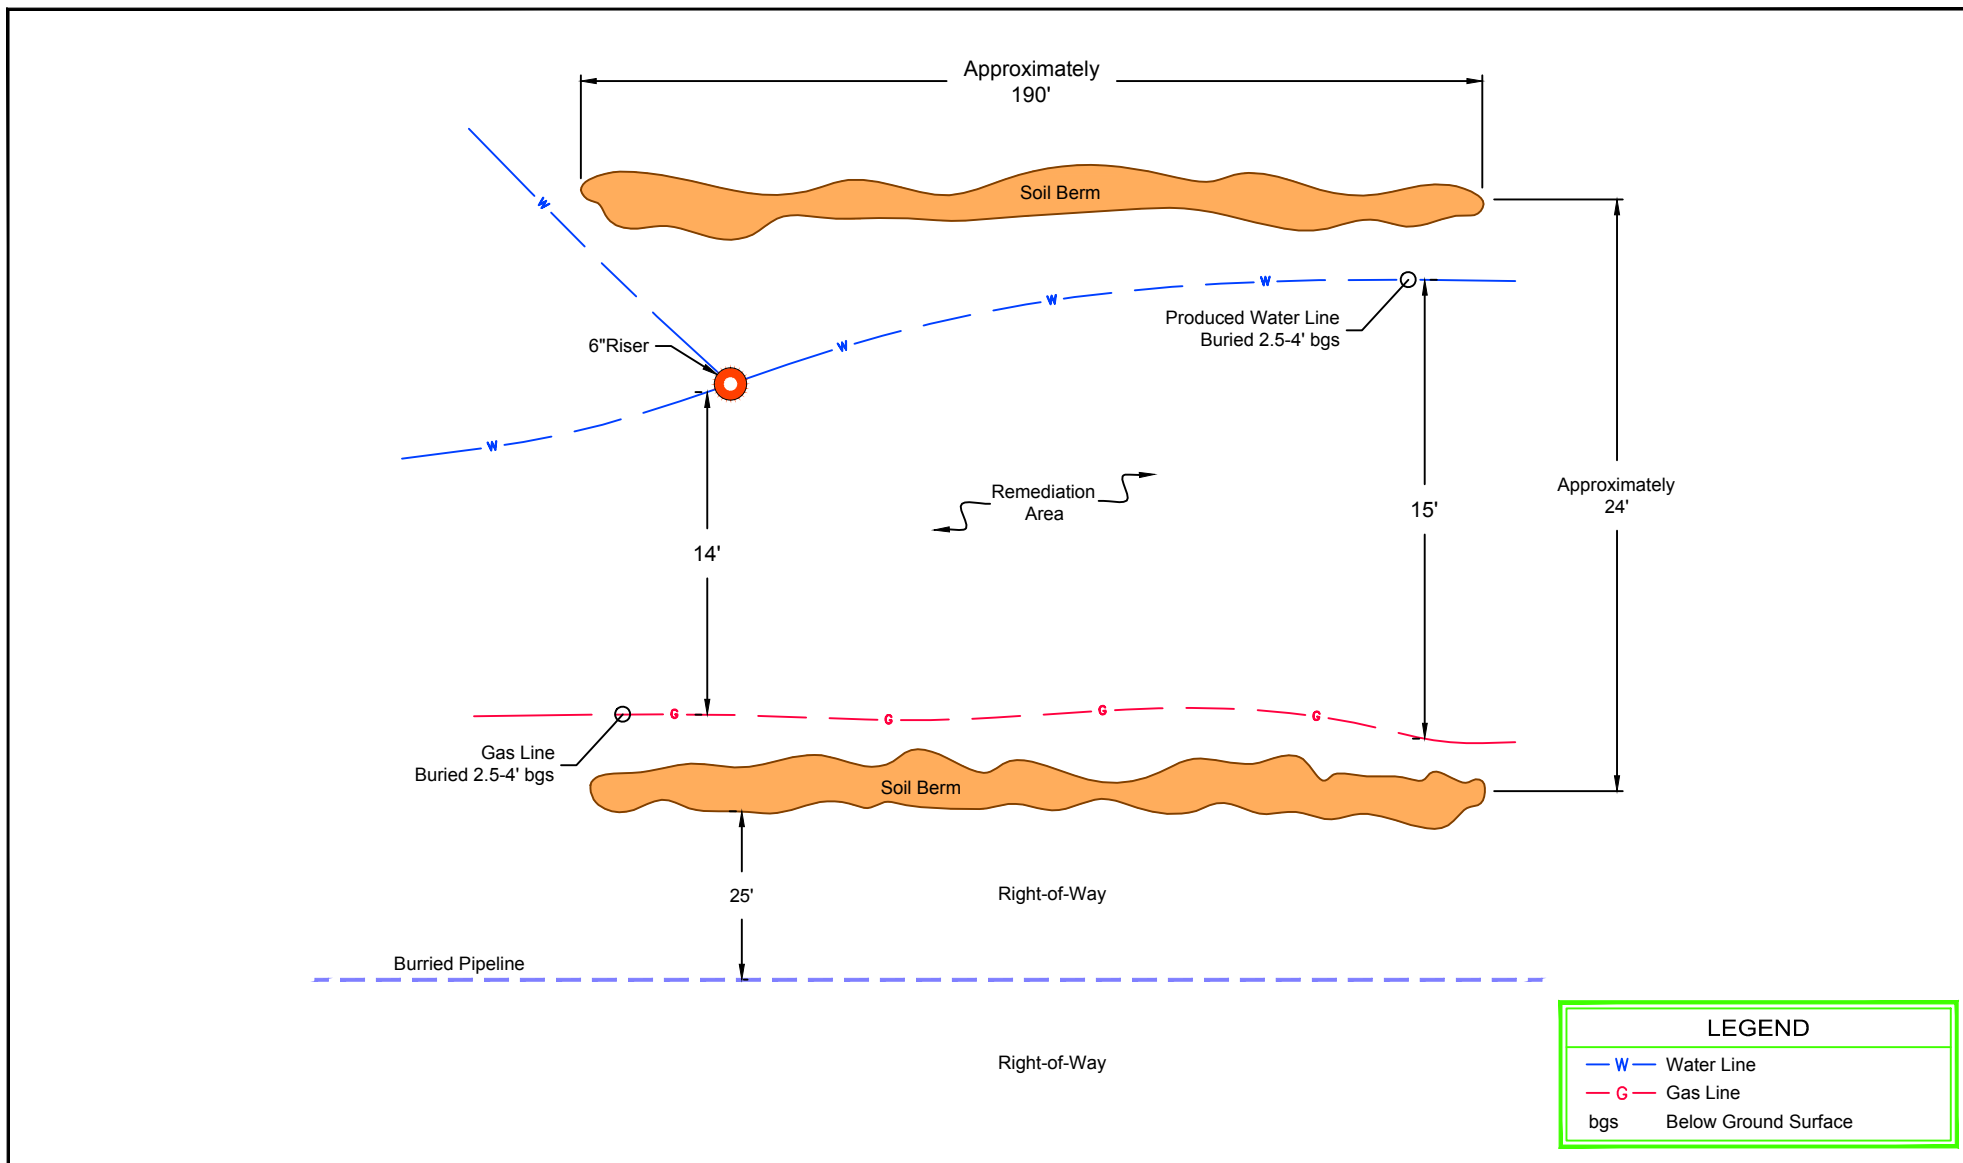 Approximately
190'
Soil Berm
W
W
W
W
W
Produced Water Line
Buried 2.5-4' bgs
6"Riser
Remediation
Area
Approximately
24'
15'
14'
G
G
G
G
Gas Line
Buried 2.5-4' bgs
Soil Berm
25'
Right-of-Way
Burried Pipeline
Right-of-Way
LEGEND
W Water Line
G Gas Line
bgs Below Ground Surface